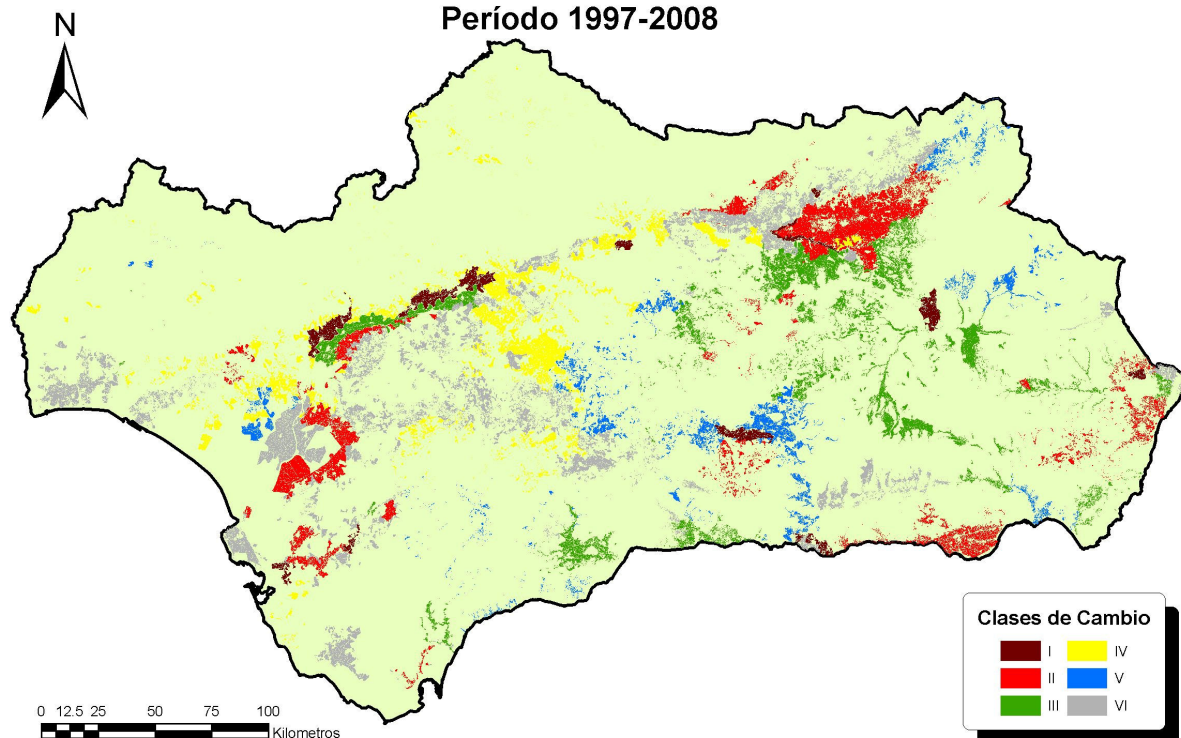 Período 1997-2008
N
Clases de Cambio
I IV
II V
III VI
0 12.5 25 50 75 100
Kilometros